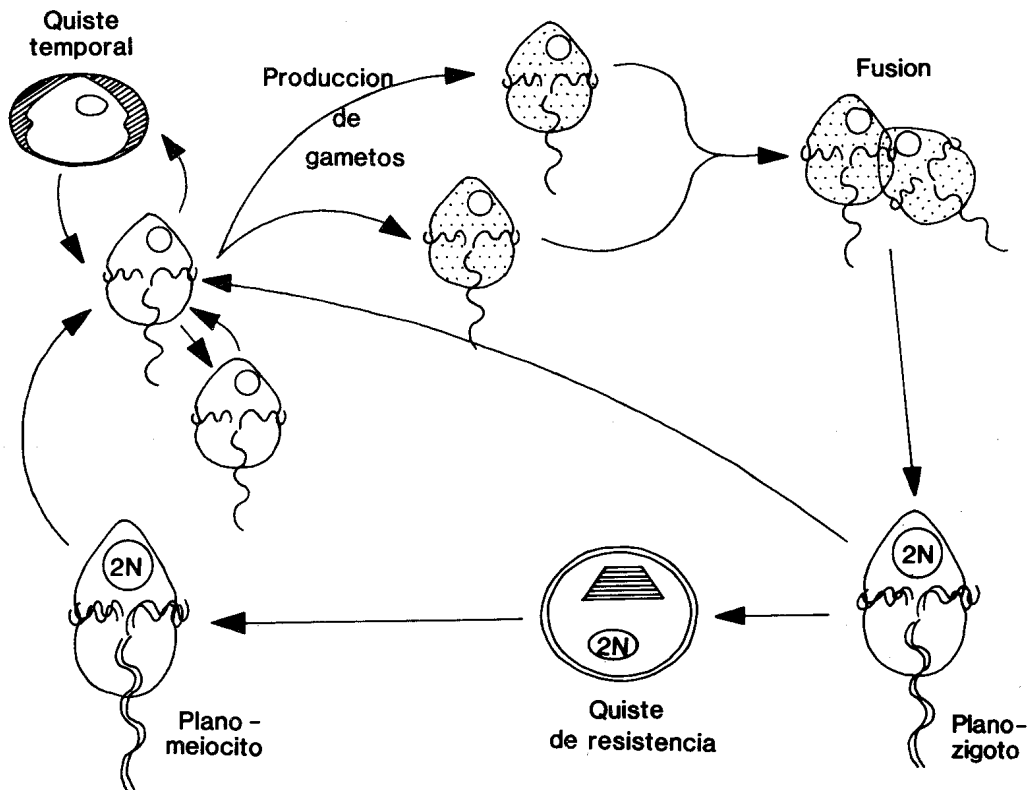 Quiste
temporal
Produccion
de
gametos
Fusion
2N
Plano-
meiocito
2N
Quiste
de resistencia
2N
Plano-
zigoto